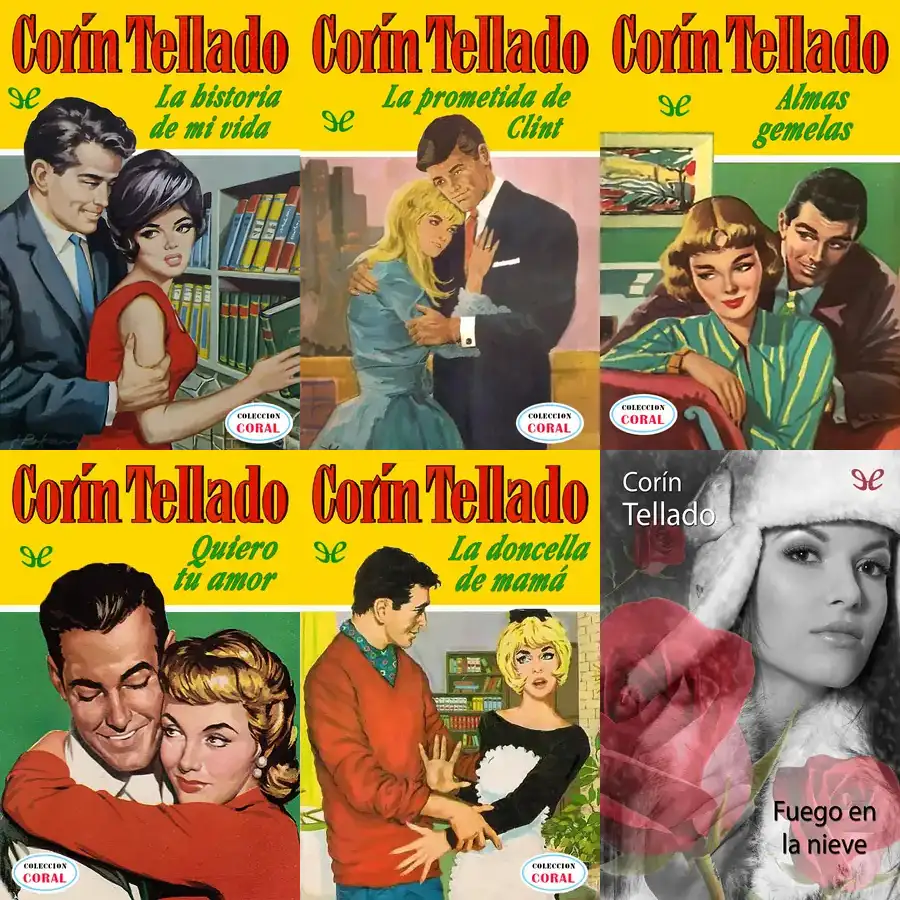 Corín Tellado
La historia
de mi vida
COLECCION
CORAL
Corín Tellado
La prometida de
Clint
COLECCION
CORAL
Corín Tellado
Almas
gemelas
COLECCION
CORAL
Corín Tellado
Quiero
tu amor
COLECCION
CORAL
Corín Tellado
La doncella
de mamá
COLECCION
CORAL
Corín
Tellado
Fuego en
la nieve